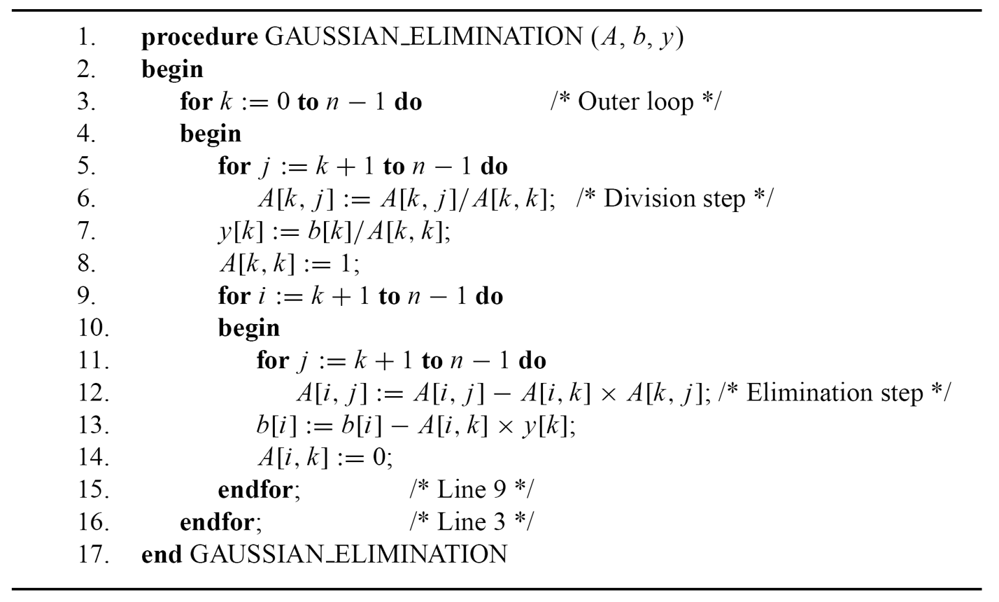 1. procedure GAUSSIAN_ELIMINATION (A, b, y)
2. begin
3. for k := 0 to n − 1 do /* Outer loop */
4. begin
5. for j := k + 1 to n − 1 do
6. A[k, j] := A[k, j]/A[k, k]; /* Division step */
7. y[k] := b[k]/A[k, k];
8. A[k, k] := 1;
9. for i := k + 1 to n − 1 do
10. begin
11. for j := k + 1 to n − 1 do
12. A[i, j] := A[i, j] − A[i, k] × A[k, j]; /* Elimination step */
13. b[i] := b[i] − A[i, k] × y[k];
14. A[i, k] := 0;
15. endfor; /* Line 9 */
16. endfor; /* Line 3 */
17. end GAUSSIAN_ELIMINATION